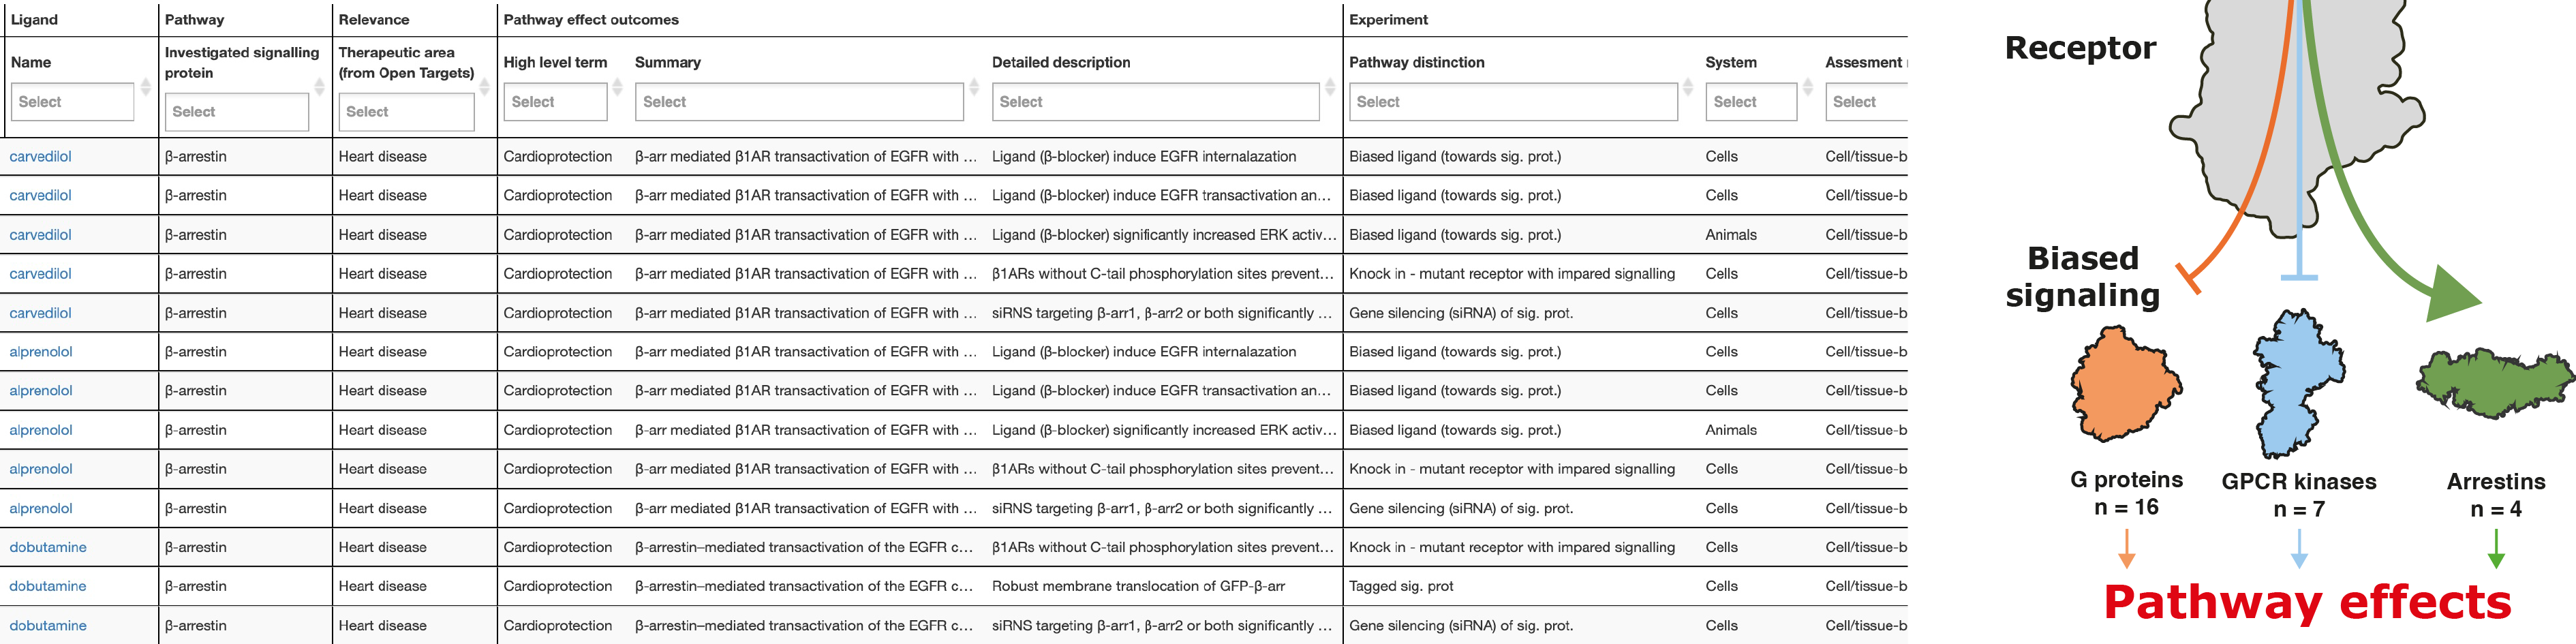 Ligand Pathway Relevance Pathway effect outcomes Experiment
Name Investigated signalling protein Therapeutic area (from Open Targets) High level term Summary Detailed description Pathway distinction System Assesment
Select Select Select Select Select Select Select Select Select
carvedilol β-arrestin Heart disease Cardioprotection β-arr mediated β1AR transactivation of EGFR with ... Ligand (β-blocker) induce EGFR internalazation Biased ligand (towards sig. prot.) Cells Cell/tissue-b
carvedilol β-arrestin Heart disease Cardioprotection β-arr mediated β1AR transactivation of EGFR with ... Ligand (β-blocker) induce EGFR transactivation an... Biased ligand (towards sig. prot.) Cells Cell/tissue-b
carvedilol β-arrestin Heart disease Cardioprotection β-arr mediated β1AR transactivation of EGFR with ... Ligand (β-blocker) significantly increased ERK activ... Biased ligand (towards sig. prot.) Animals Cell/tissue-b
carvedilol β-arrestin Heart disease Cardioprotection β-arr mediated β1AR transactivation of EGFR with ... β1ARs without C-tail phosphorylation sites prevent... Knock in - mutant receptor with impared signalling Cells Cell/tissue-b
carvedilol β-arrestin Heart disease Cardioprotection β-arr mediated β1AR transactivation of EGFR with ... siRNS targeting β-arr1, β-arr2 or both significantly ... Gene silencing (siRNA) of sig. prot. Cells Cell/tissue-b
alprenolol β-arrestin Heart disease Cardioprotection β-arr mediated β1AR transactivation of EGFR with ... Ligand (β-blocker) induce EGFR internalazation Biased ligand (towards sig. prot.) Cells Cell/tissue-b
alprenolol β-arrestin Heart disease Cardioprotection β-arr mediated β1AR transactivation of EGFR with ... Ligand (β-blocker) induce EGFR transactivation an... Biased ligand (towards sig. prot.) Cells Cell/tissue-b
alprenolol β-arrestin Heart disease Cardioprotection β-arr mediated β1AR transactivation of EGFR with ... Ligand (β-blocker) significantly increased ERK activ... Biased ligand (towards sig. prot.) Animals Cell/tissue-b
alprenolol β-arrestin Heart disease Cardioprotection β-arr mediated β1AR transactivation of EGFR with ... β1ARs without C-tail phosphorylation sites prevent... Knock in - mutant receptor with impared signalling Cells Cell/tissue-b
alprenolol β-arrestin Heart disease Cardioprotection β-arr mediated β1AR transactivation of EGFR with ... siRNS targeting β-arr1, β-arr2 or both significantly ... Gene silencing (siRNA) of sig. prot. Cells Cell/tissue-b
dobutamine β-arrestin Heart disease Cardioprotection β-arrestin–mediated transactivation of the EGFR c... β1ARs without C-tail phosphorylation sites prevent... Knock in - mutant receptor with impared signalling Cells Cell/tissue-b
dobutamine β-arrestin Heart disease Cardioprotection β-arrestin–mediated transactivation of the EGFR c... Robust membrane translocation of GFP-β-arr Tagged sig. prot Cells Cell/tissue-b
dobutamine β-arrestin Heart disease Cardioprotection β-arrestin–mediated transactivation of the EGFR c... siRNS targeting β-arr1, β-arr2 or both significantly ... Gene silencing (siRNA) of sig. prot. Cells Cell/tissue-b
Receptor
Biased
signaling
G proteins
n = 16
GPCR kinases
n = 7
Arrestins
n = 4
Pathway effects